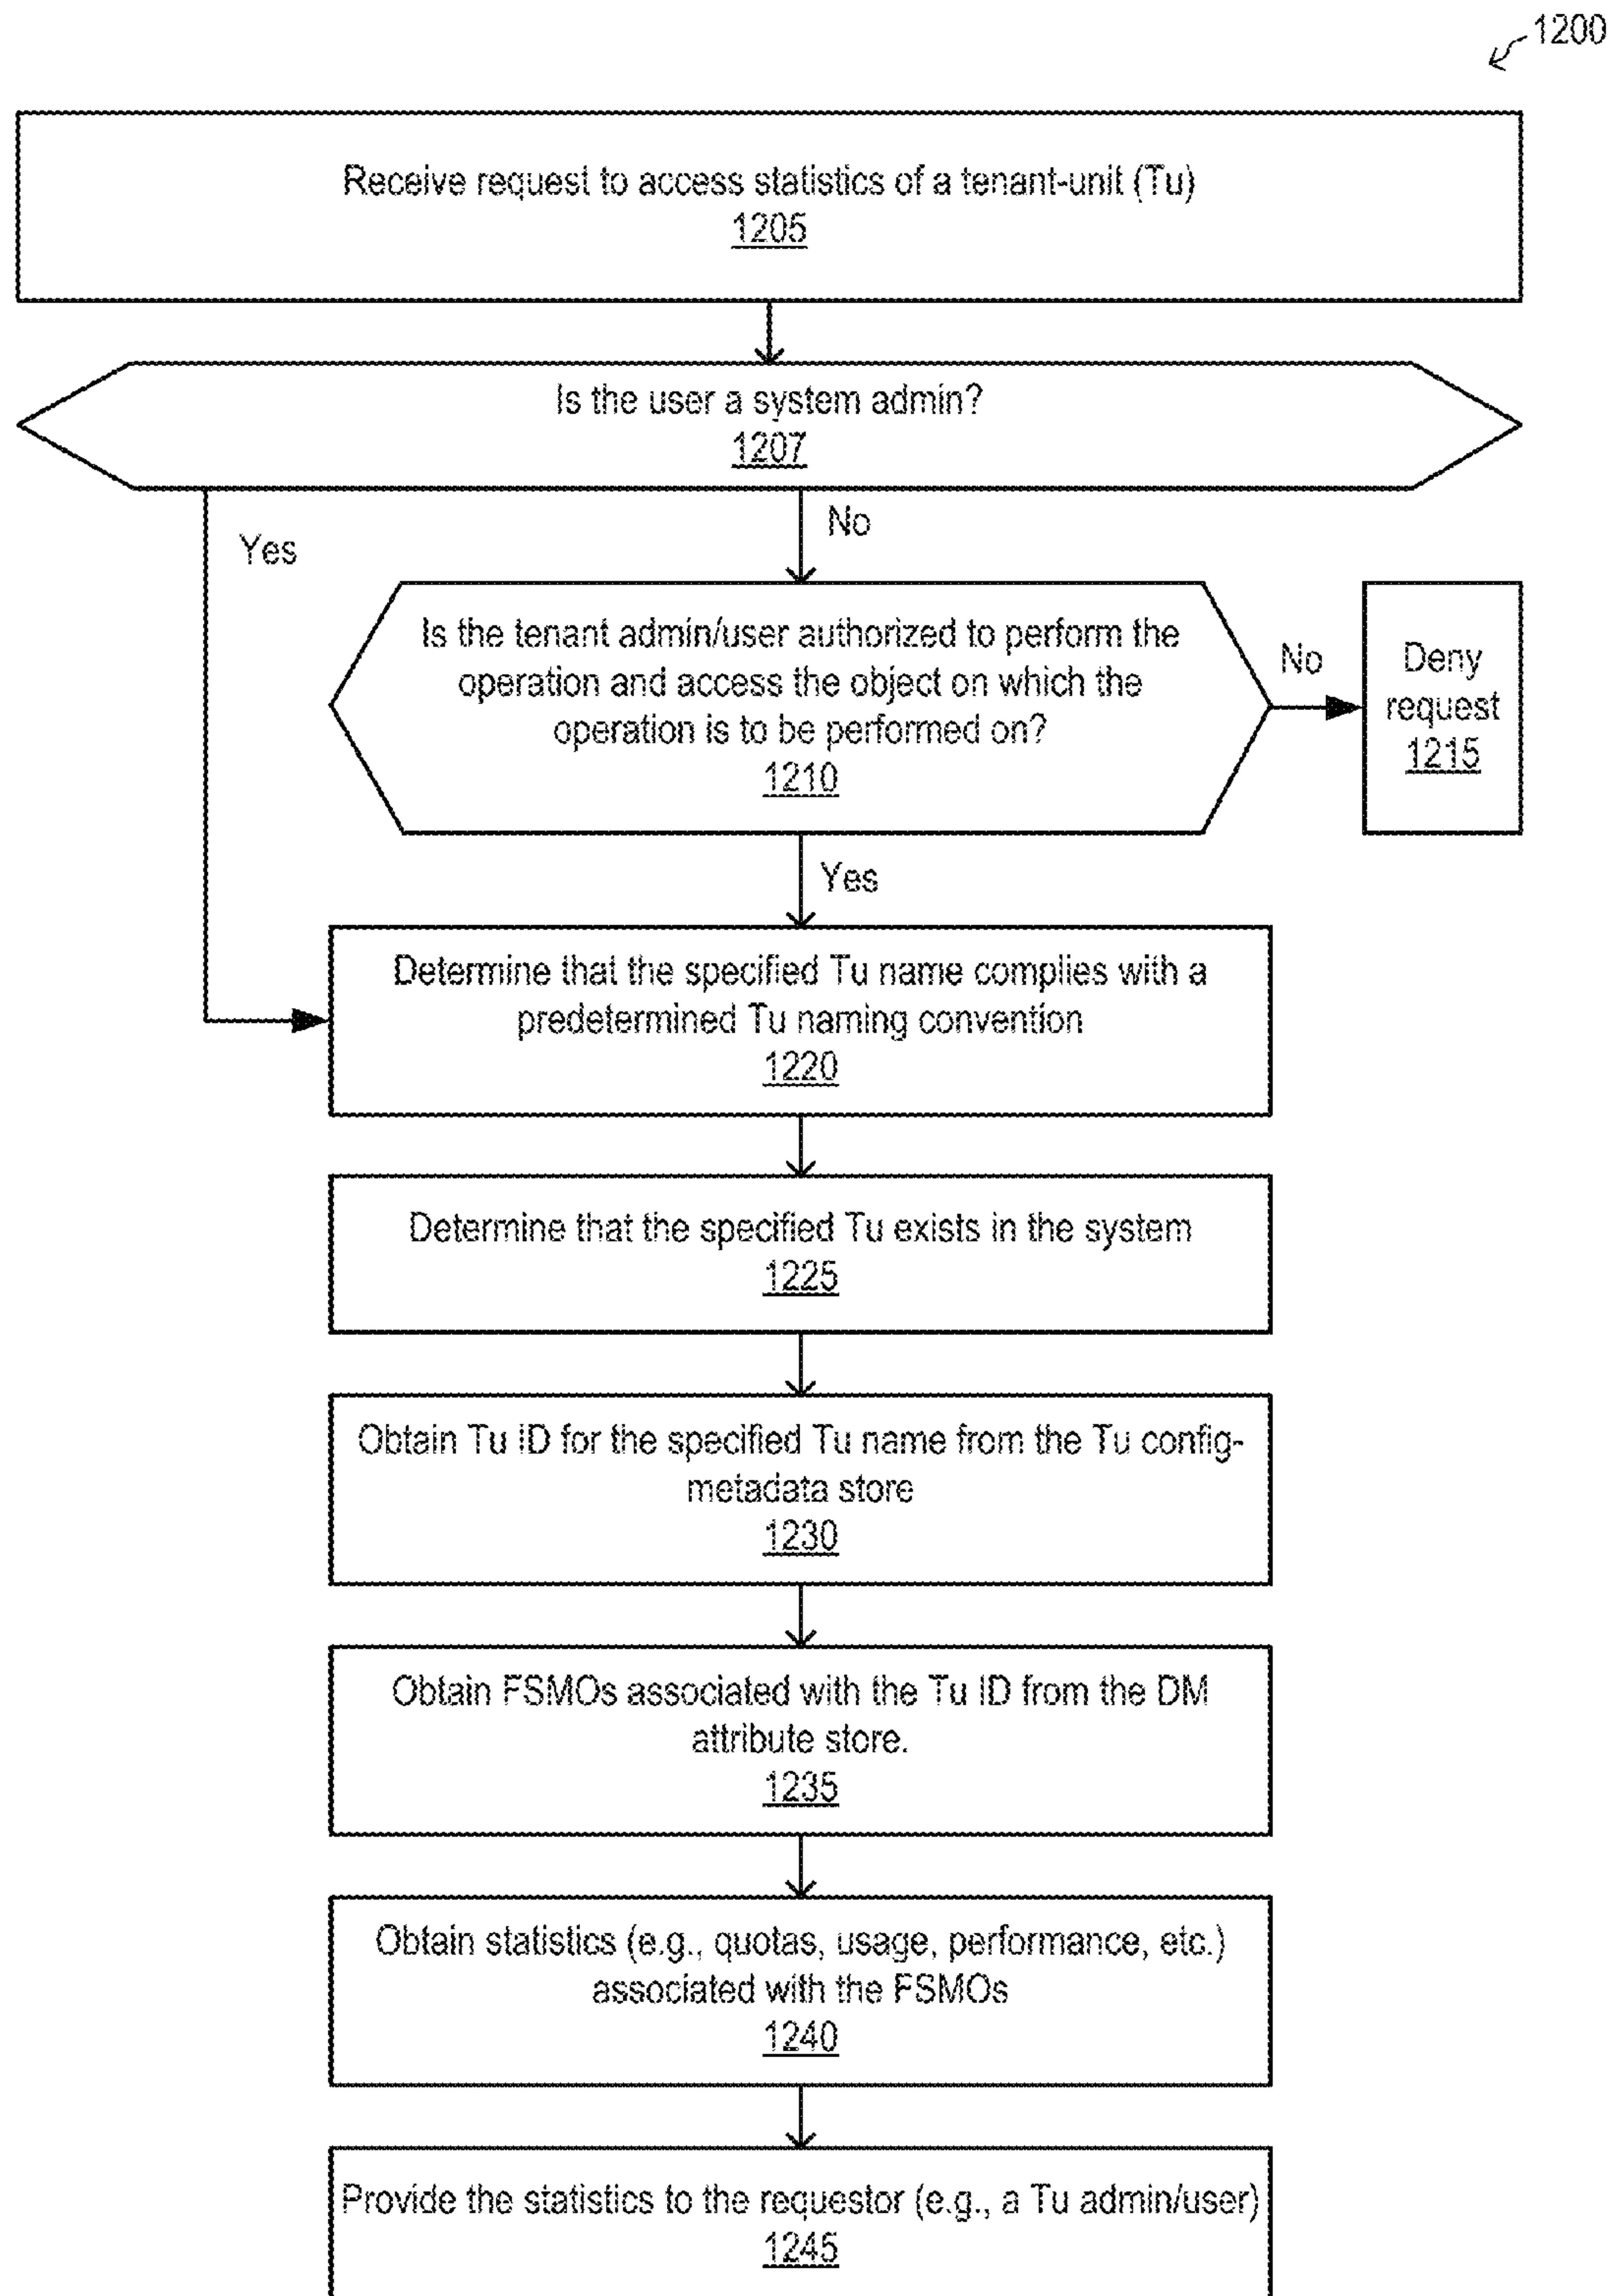 1200
Receive request to access statistics of a tenant-unit (Tu)
1205
Is the user a system admin?
1207
No
Yes
Is the tenant admin/user authorized to perform the
operation and access the object on which the
operation is to be performed on?
1210
No
Deny
request
1215
Yes
Determine that the specified Tu name complies with a
predetermined Tu naming convention
1220
Determine that the specified Tu exists in the system
1225
Obtain Tu ID for the specified Tu name from the Tu config-
metadata store
1230
Obtain FSMOs associated with the Tu ID from the DM
attribute store.
1235
Obtain statistics (e.g., quotas, usage, performance, etc.)
associated with the FSMOs
1240
Provide the statistics to the requestor (e.g., a Tu admin/user)
1245